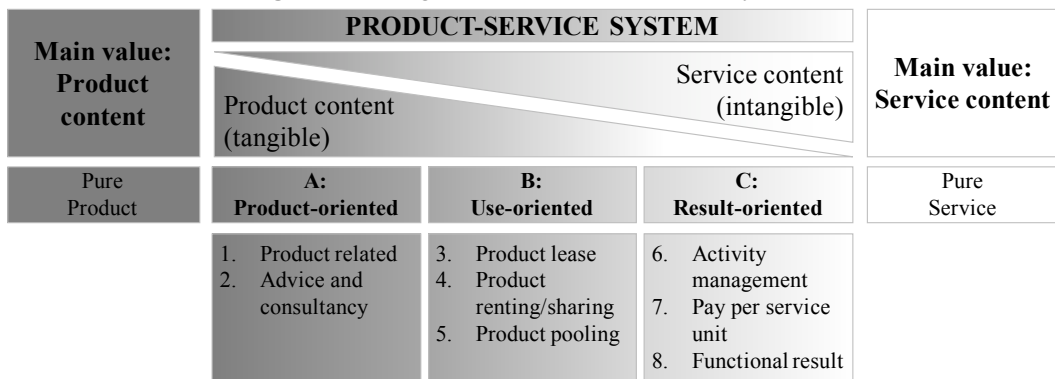 Main value:
Product
content
PRODUCT-SERVICE SYSTEM
Product content
(tangible)
Service content
(intangible)
Main value:
Service content
Pure
Product
A:
Product-oriented
B:
Use-oriented
C:
Result-oriented
Pure
Service
1. Product related
2. Advice and
consultancy
3. Product lease
4. Product
renting/sharing
5. Product pooling
6. Activity
management
7. Pay per service
unit
8. Functional result